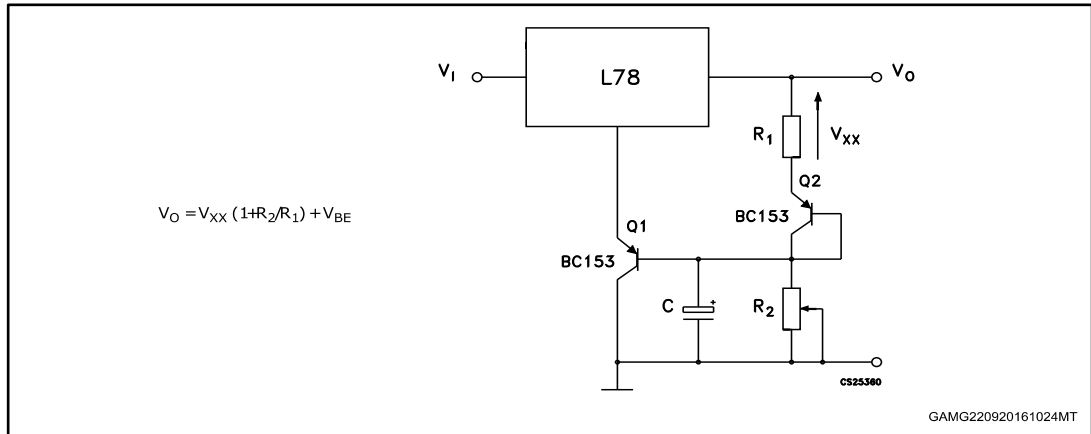 V_I
L78
V_O
R_1
V_XX
Q2
V_O = V_XX (1+R_2/R_1) + V_BE
BC153
Q1
BC153
C
+
R_2
CS25360
GAMG220920161024MT